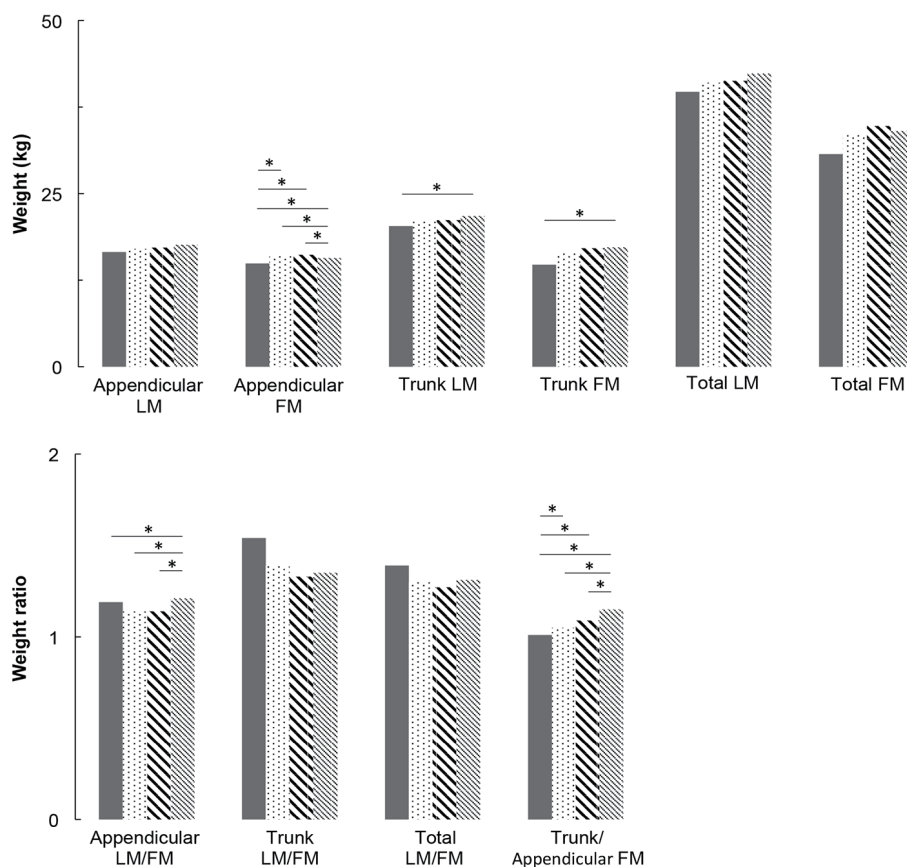 50
Weight (kg)
25
0
*
*
*
*
*
*
*
Appendicular
LM
Appendicular
FM
Trunk LM
Trunk FM
Total LM
Total FM
2
Weight ratio
1
0
*
*
*
*
*
*
*
*
Appendicular
LM/FM
Trunk
LM/FM
Total
LM/FM
Trunk/
Appendicular FM